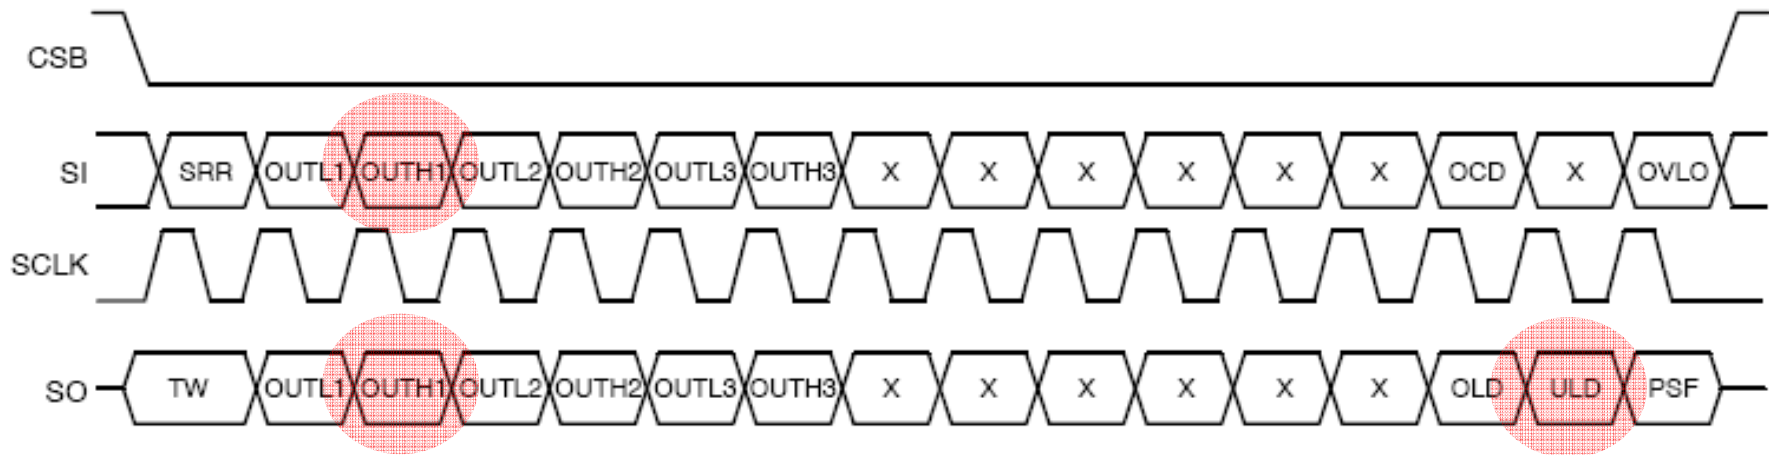 CSB
SI SRR OUTL1 OUTH1 OUTL2 OUTH2 OUTL3 OUTH3 X X X X X X OCD X OVLO
SCLK
SO TW OUTL1 OUTH1 OUTL2 OUTH2 OUTL3 OUTH3 X X X X X X OLD ULD PSF